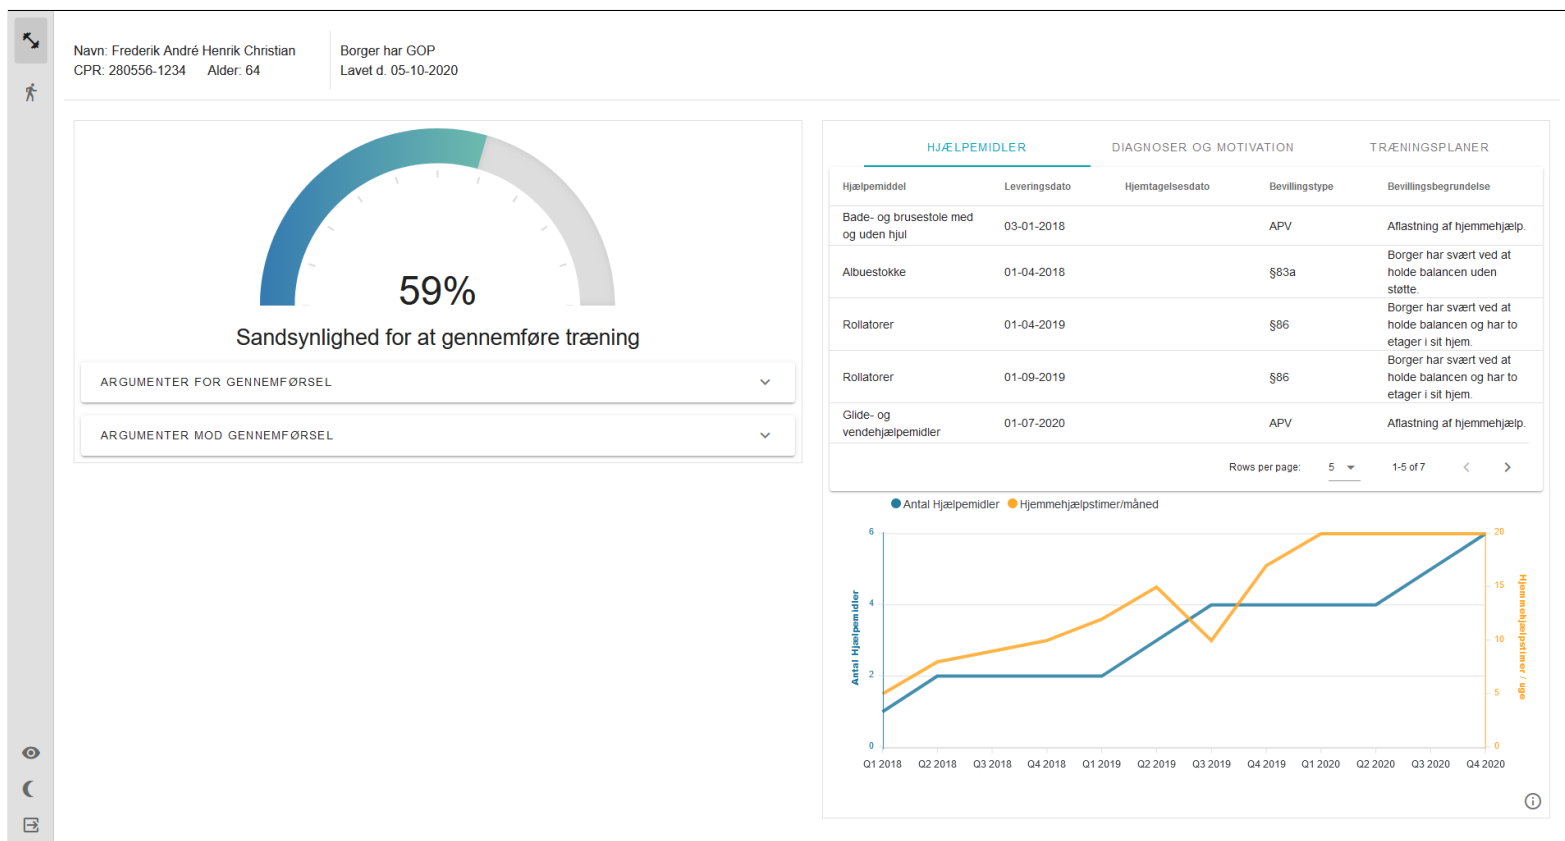 Navn: Frederik André Henrik Christian
CPR: 280556-1234 Alder: 64
Borger har GOP
Lavet d. 05-10-2020
59%
Sandsynlighed for at gennemføre træning
ARGUMENTER FOR GENNEMFØRSEL
ARGUMENTER MOD GENNEMFØRSEL
HJÆLPEMIDLER DIAGNOSER OG MOTIVATION TRÆNINGSPLANER
Hjælpemiddel Leveringsdato Hjemtagelsesdato Bevillingstype Bevillingsbegrundelse
Bade- og brusestole med
og uden hjul
03-01-2018 APV Aflastning af hjemmehjælp.
Albuestokke 01-04-2018 §83a
Borger har svært ved at
holde balancen uden
støtte.
Rollatorer 01-04-2019 §86
Borger har svært ved at
holde balancen og har to
etager i sit hjem.
Rollatorer 01-09-2019 §86
Borger har svært ved at
holde balancen og har to
etager i sit hjem.
Glide- og
vendehjælpemidler
01-07-2020 APV Aflastning af hjemmehjælp.
Rows per page: 5 1-5 of 7
Antal Hjælpemidler Hjemmehjælpstimer/måned
Antal Hjælpemidler
6
4
2
0
20
15
10
5
0
Hjemmehjælpstimer / uge
Q1 2018 Q2 2018 Q3 2018 Q4 2018 Q1 2019 Q2 2019 Q3 2019 Q4 2019 Q1 2020 Q2 2020 Q3 2020 Q4 2020